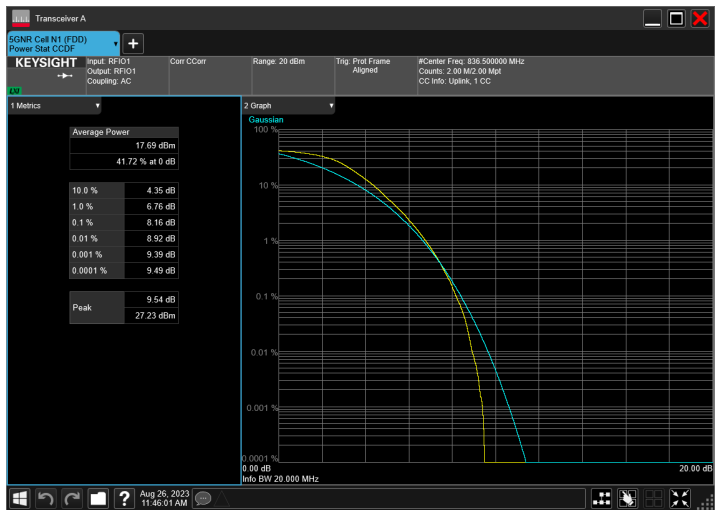 Transceiver A
5GNR Cell N1 (FDD)
Power Stat CCDF
KEYSIGHT
LXI
Input: RFIO1
Output: RFIO1
Coupling: AC
Corr CCorr
Range: 20 dBm
Trig: Prot Frame
Aligned
#Center Freq: 836.500000 MHz
Counts: 2.00 M/2.00 Mpt
CC Info: Uplink, 1 CC
1 Metrics
Average Power
17.69 dBm
41.72 % at 0 dB
10.0 % 4.35 dB
1.0 % 6.76 dB
0.1 % 8.16 dB
0.01 % 8.92 dB
0.001 % 9.39 dB
0.0001 % 9.49 dB
Peak
9.54 dB
27.23 dBm
2 Graph
Gaussian
100 %
10 %
1 %
0.1 %
0.01 %
0.001 %
0.0001 %
0.00 dB
20.00 dB
Info BW 20.000 MHz
?
Aug 26, 2023
11:46:01 AM